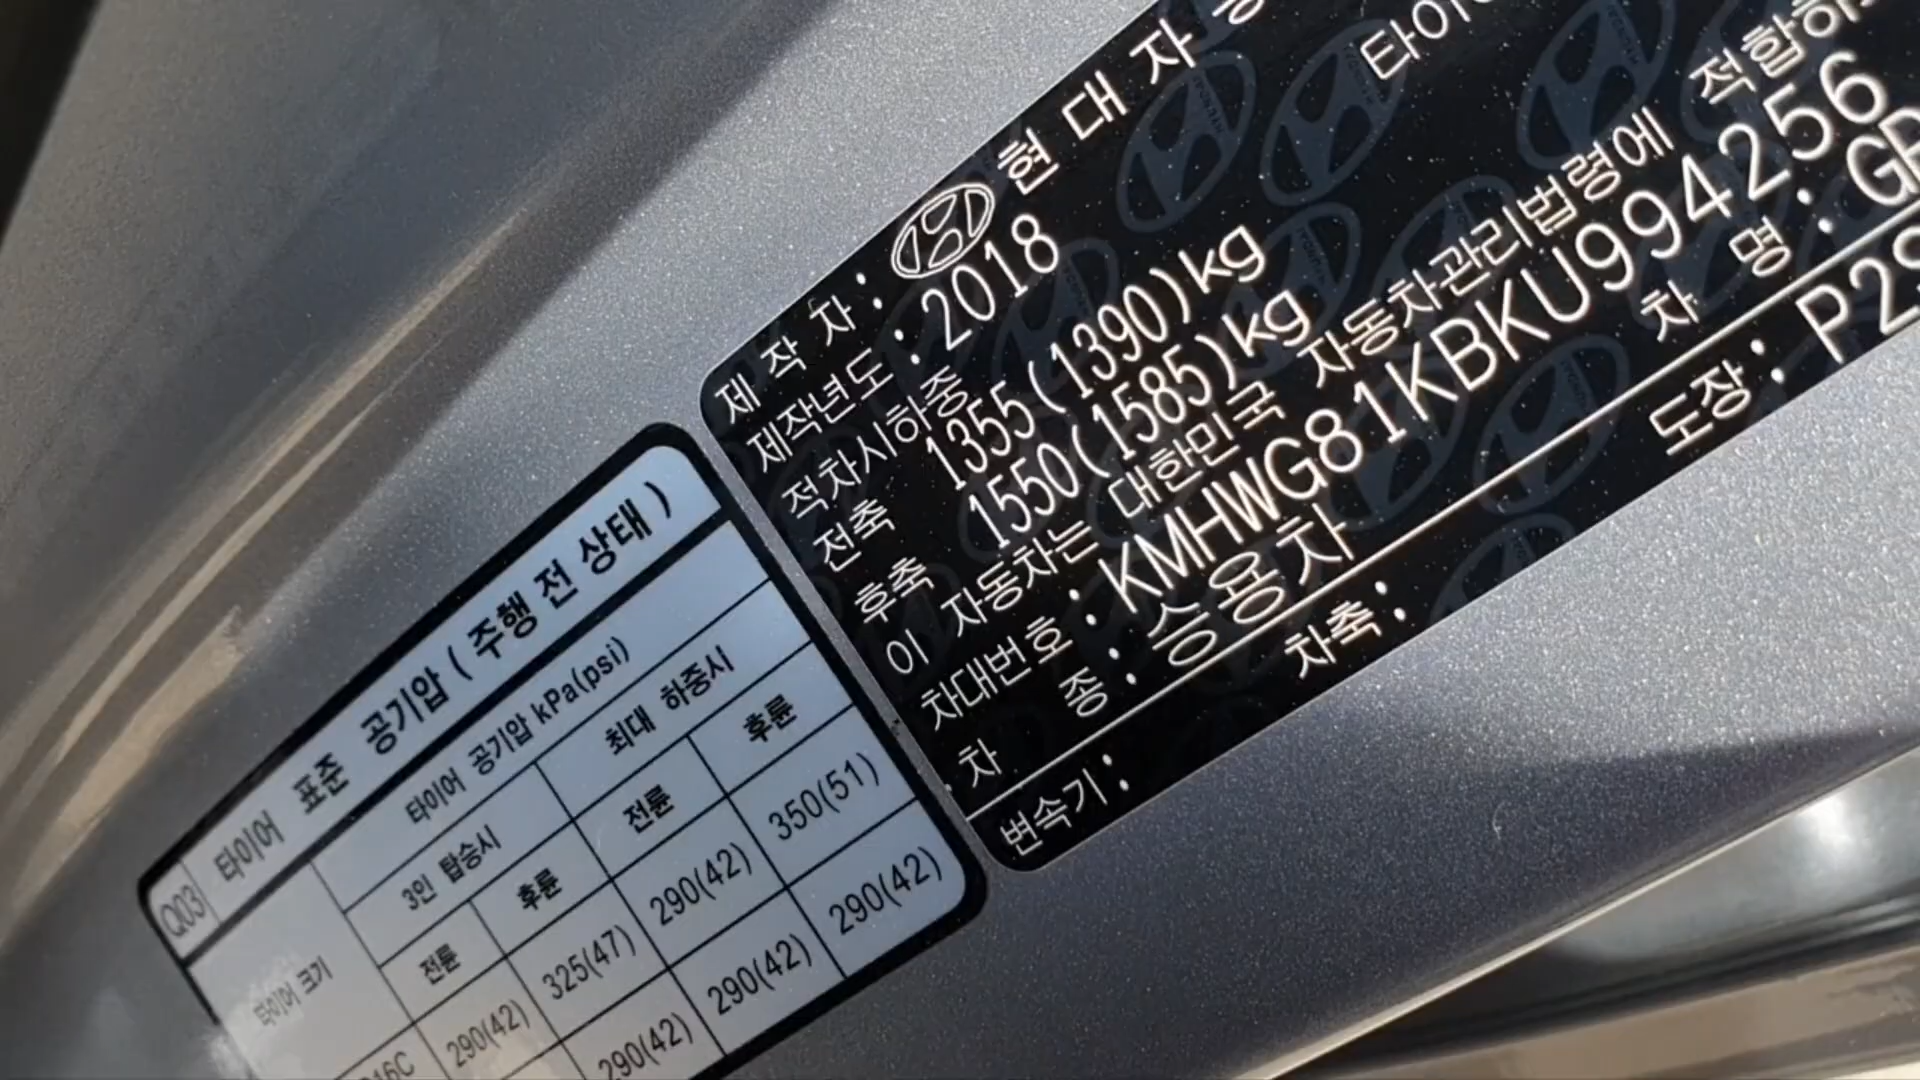 제 작 차 : 현 대 자 동
타이어
제작년도 : 2018
적차시하중
전축 1355(1390)kg
후축 1550(1585)kg
이 자동차는 대한민국 자동차관리법령에 적합하
차대번호 : KMHWG81KBKU994256
차 종 : 승용차 차 명 : GR
변속기 : 차축 : 도장 : P2S
Q03 타이어 표준 공기압 ( 주행 전 상태 )
타이어 크기 타이어 공기압 kPa(psi)
3인 탑승시 최대 하중시
전륜 후륜 전륜 후륜
R16C 290(42) 325(47) 290(42) 350(51)
290(42) 290(42) 290(42)